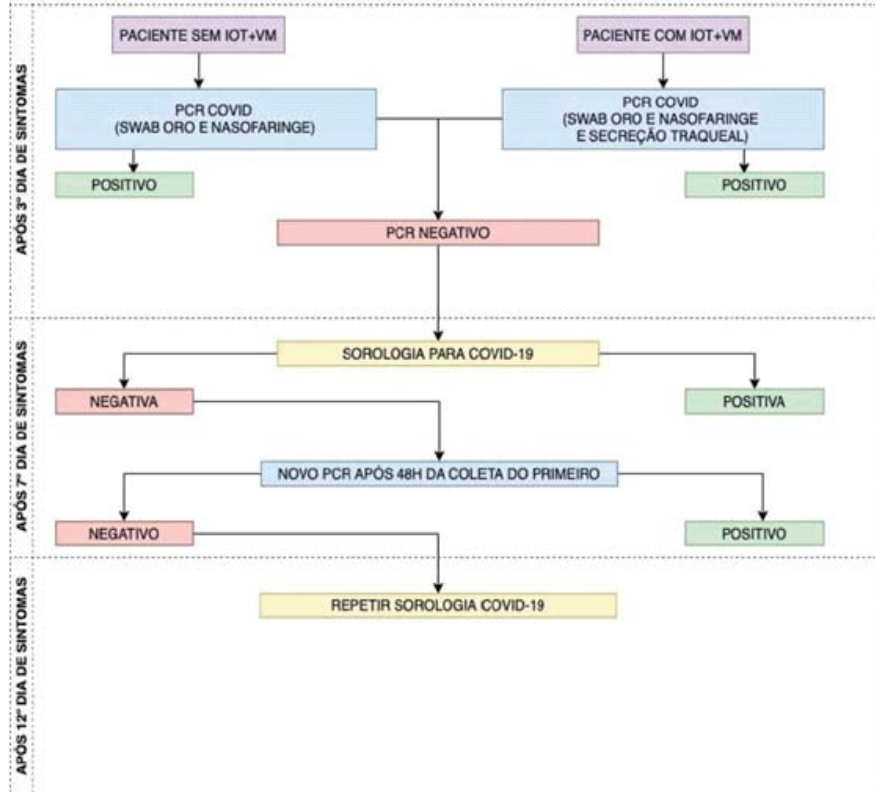 APÓS 3º DIA DE SINTOMAS
PACIENTE SEM IOT+VM
PACIENTE COM IOT+VM
PCR COVID
(SWAB ORO E NASOFARINGE)
PCR COVID
(SWAB ORO E NASOFARINGE
E SECREÇÃO TRAQUEAL)
POSITIVO
POSITIVO
PCR NEGATIVO
APÓS 7º DIA DE SINTOMAS
SOROLOGIA PARA COVID-19
NEGATIVA
POSITIVA
NOVO PCR APÓS 48H DA COLETA DO PRIMEIRO
NEGATIVO
POSITIVO
APÓS 12º DIA DE SINTOMAS
REPETIR SOROLOGIA COVID-19